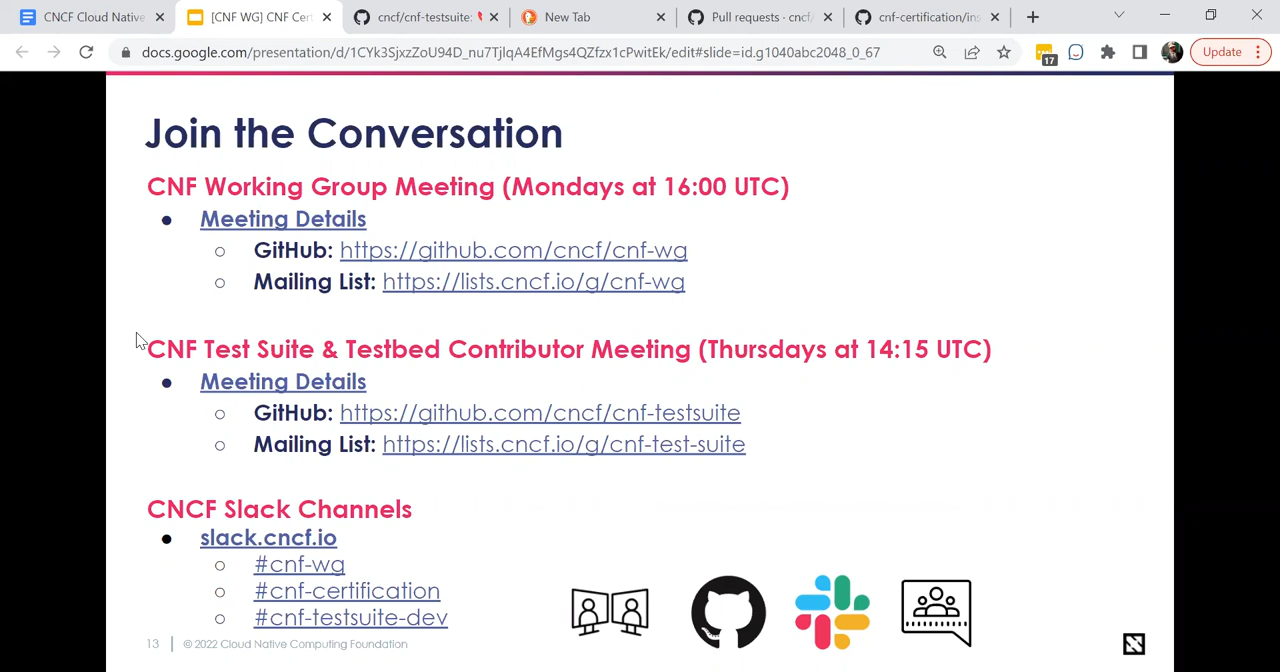 CNCF Cloud Native
[CNF WG] CNF Cert
cncf/cnf-testsuite:
New Tab
Pull requests · cncf/
cnf-certification/ins
docs.google.com/presentation/d/1CYk3SjxzZoU94D_nu7TjlqA4EfMgs4QZfzx1cPwitEk/edit#slide=id.g1040abc2048_0_67
17
Update
Join the Conversation
CNF Working Group Meeting (Mondays at 16:00 UTC)
● Meeting Details
○ GitHub: https://github.com/cncf/cnf-wg
○ Mailing List: https://lists.cncf.io/g/cnf-wg
CNF Test Suite & Testbed Contributor Meeting (Thursdays at 14:15 UTC)
● Meeting Details
○ GitHub: https://github.com/cncf/cnf-testsuite
○ Mailing List: https://lists.cncf.io/g/cnf-test-suite
CNCF Slack Channels
● slack.cncf.io
○ #cnf-wg
○ #cnf-certification
○ #cnf-testsuite-dev
13 | © 2022 Cloud Native Computing Foundation